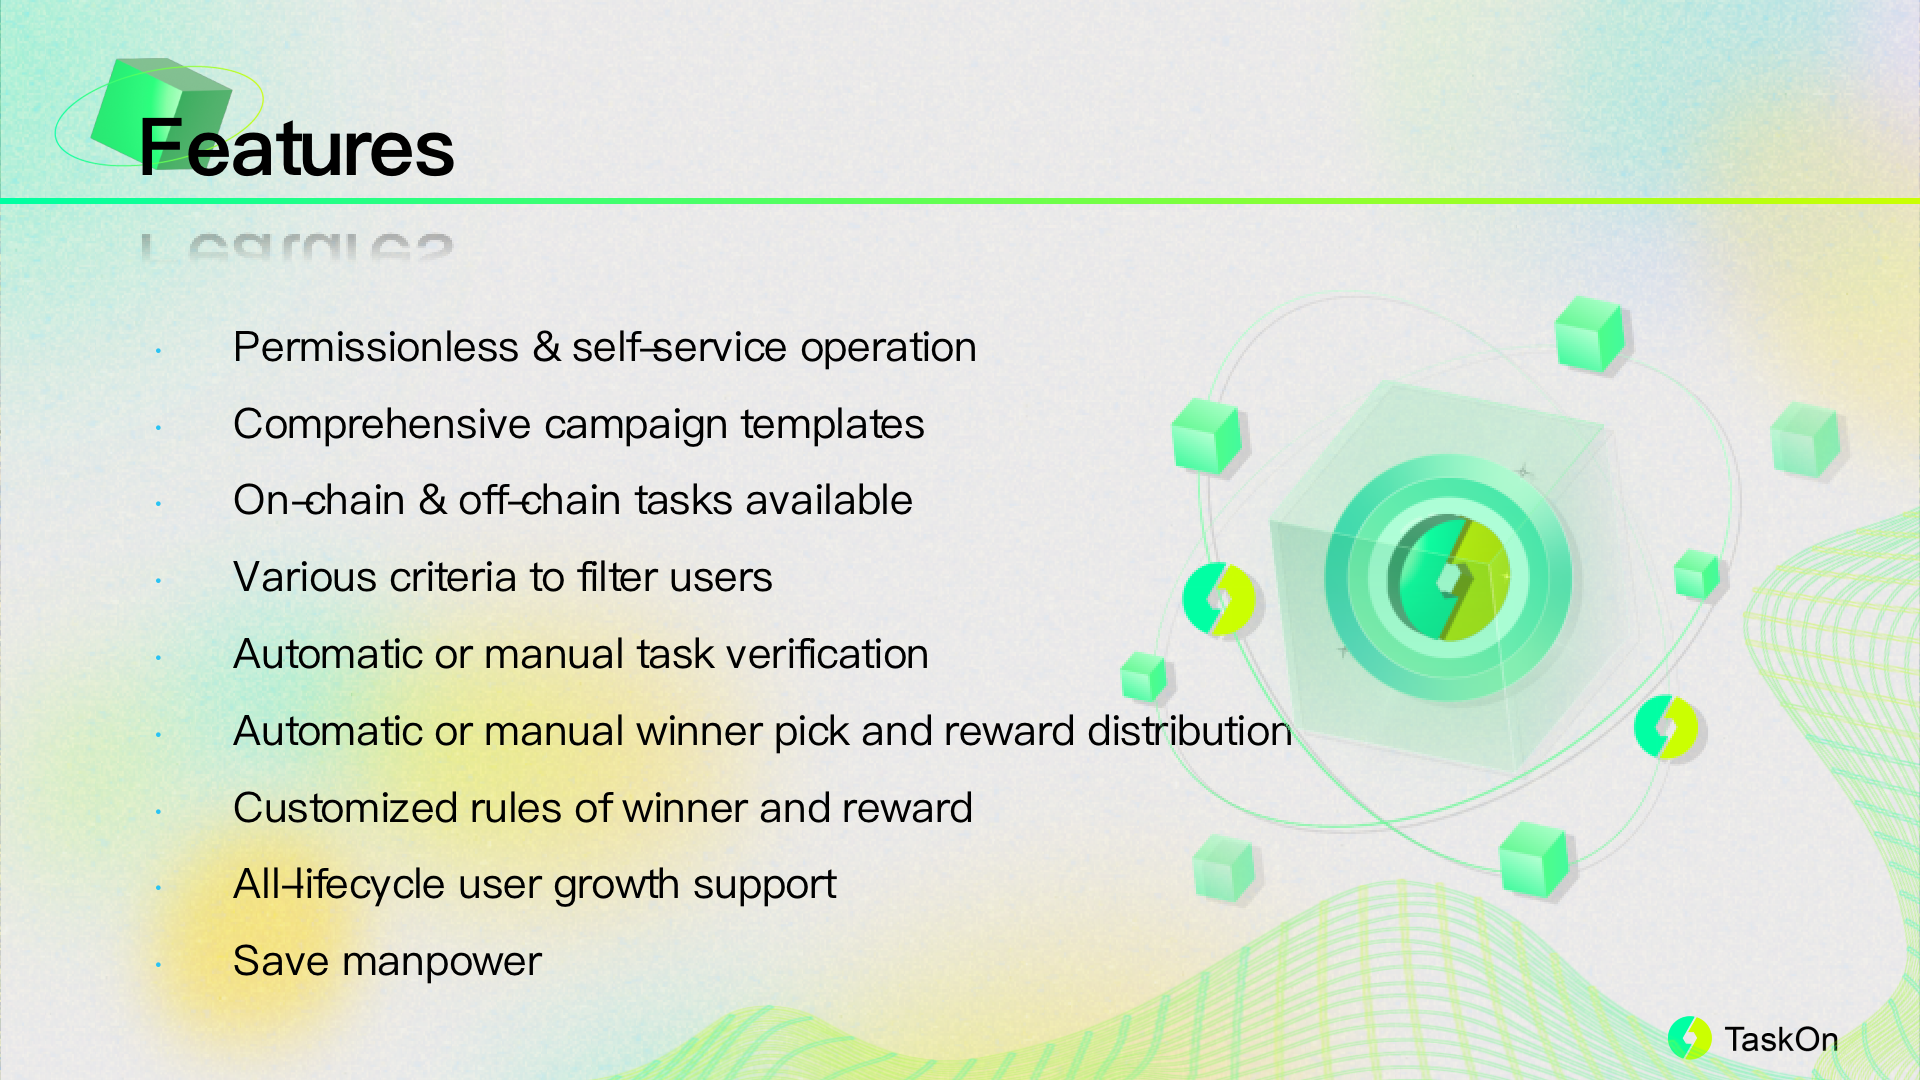 Features
· Permissionless & self-service operation
· Comprehensive campaign templates
· On-chain & off-chain tasks available
· Various criteria to filter users
· Automatic or manual task verification
· Automatic or manual winner pick and reward distribution
· Customized rules of winner and reward
· All-lifecycle user growth support
· Save manpower
TaskOn